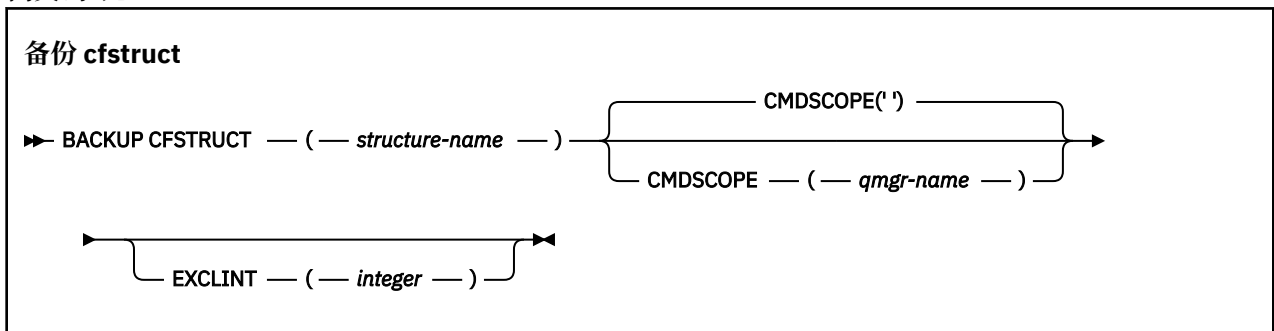 备份 cfstruct
CMDSCOPE(' ')
BACKUP CFSTRUCT ( structure-name )
CMDSCOPE ( qmgr-name )
EXCLINT ( integer )